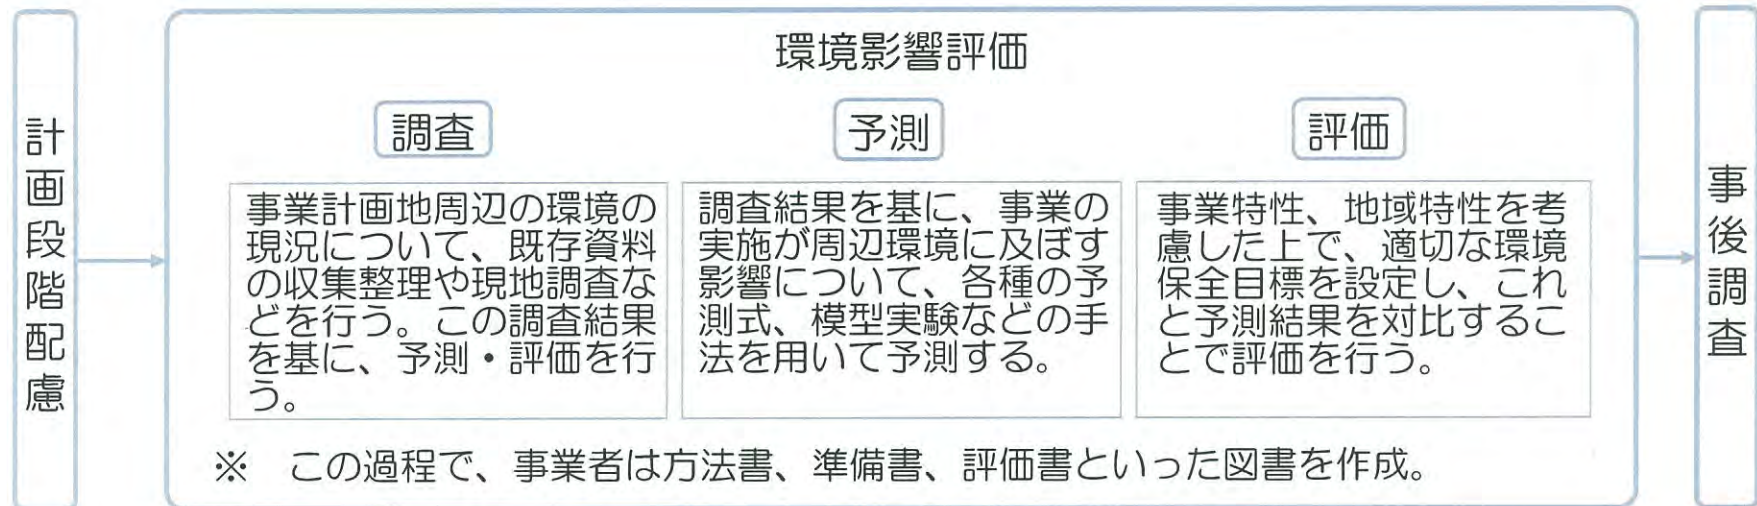 計画段階配慮
環境影響評価
調査
事業計画地周辺の環境の
現況について、既存資料
の収集整理や現地調査な
どを行う。この調査結果
を基に、予測・評価を行
う。
予測
調査結果を基に、事業の
実施が周辺環境に及ぼす
影響について、各種の予
測式、模型実験などの手
法を用いて予測する。
評価
事業特性、地域特性を考
慮した上で、適切な環境
保全目標を設定し、これ
と予測結果を対比するこ
とで評価を行う。
※　この過程で、事業者は方法書、準備書、評価書といった図書を作成。
事後調査